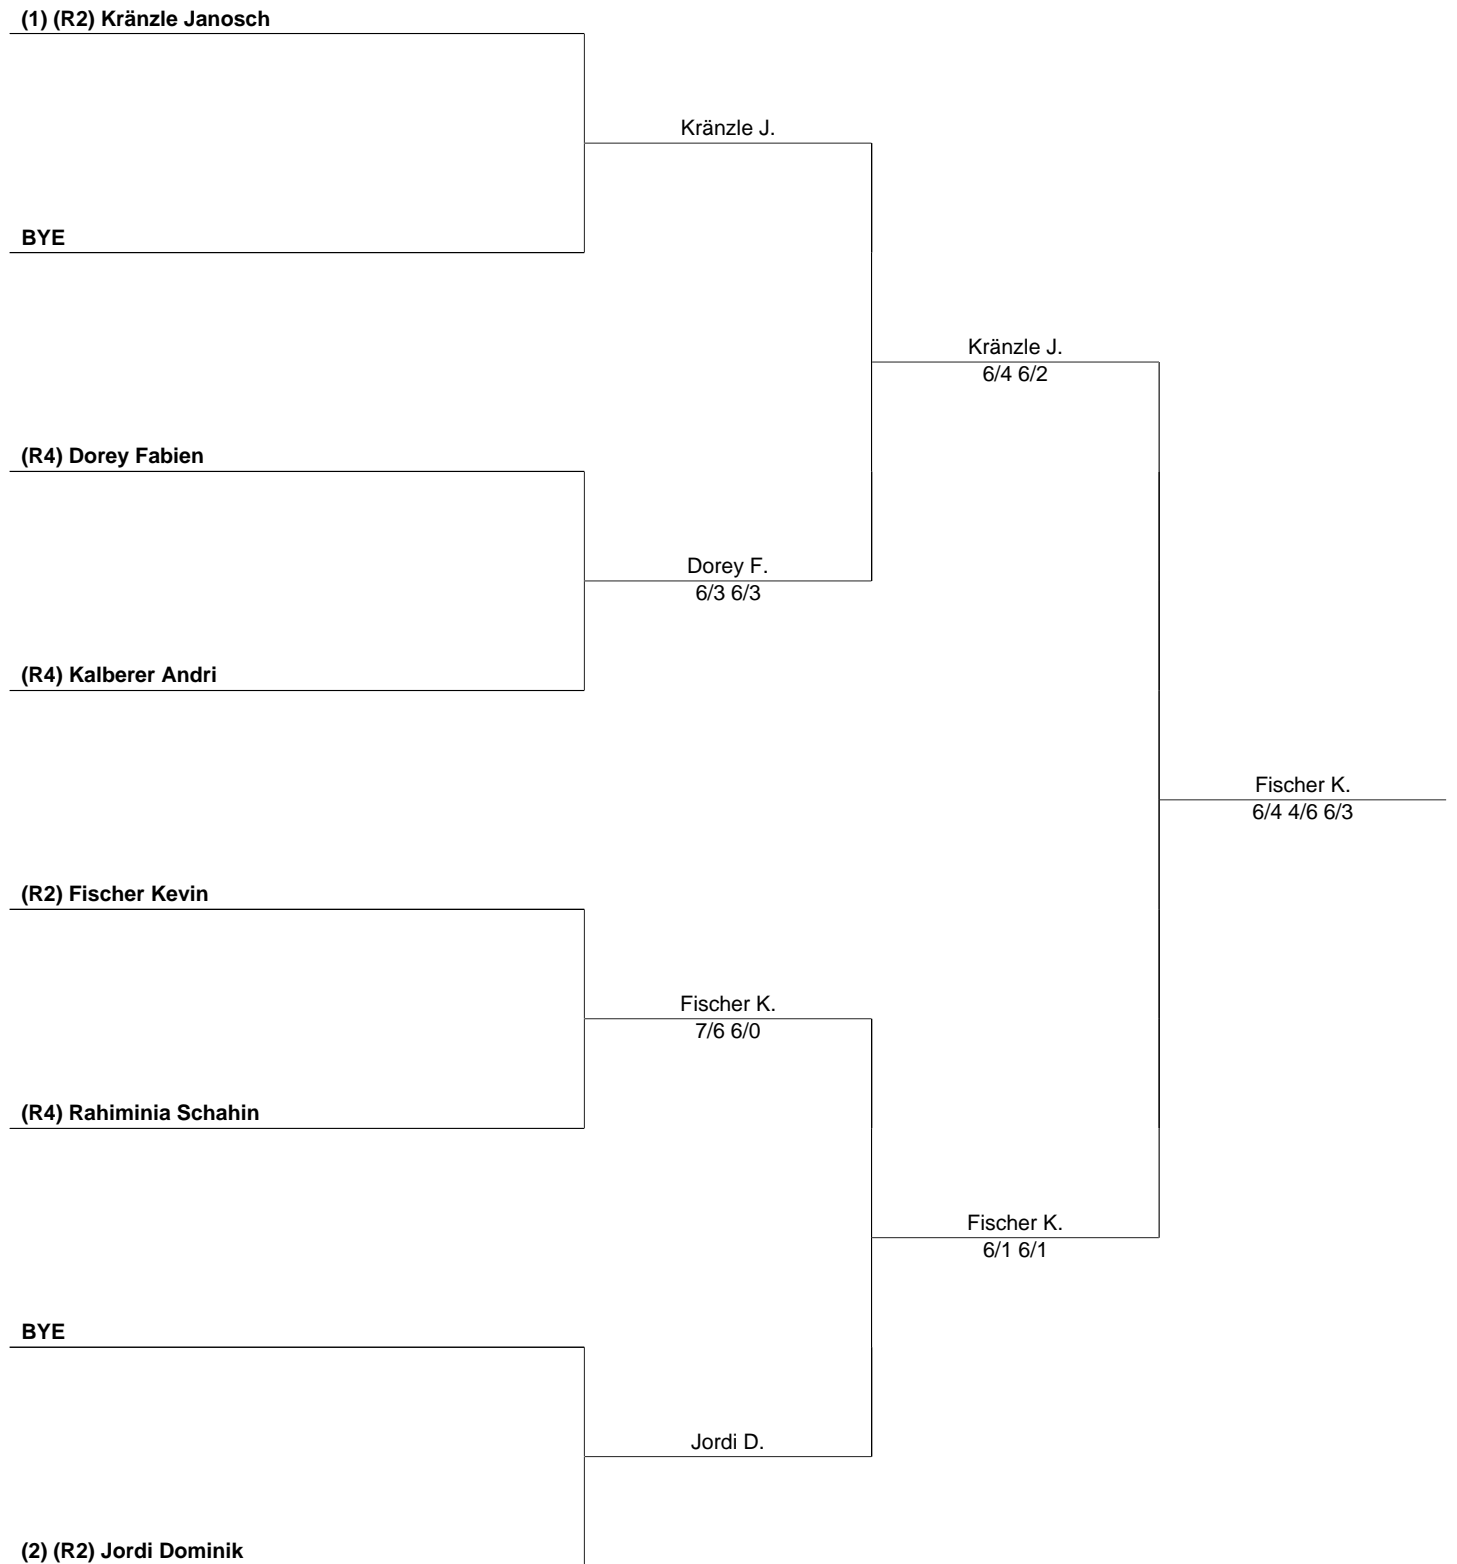 (1) (R2) Kränzle Janosch
Kränzle J.
BYE
Kränzle J.
6/4 6/2
(R4) Dorey Fabien
Dorey F.
6/3 6/3
(R4) Kalberer Andri
Fischer K.
6/4 4/6 6/3
(R2) Fischer Kevin
Fischer K.
7/6 6/0
(R4) Rahiminia Schahin
Fischer K.
6/1 6/1
BYE
Jordi D.
(2) (R2) Jordi Dominik